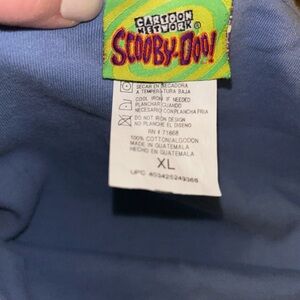 CARTOON
NETWORK
SCOOBY-DOO!
SECAR EN SECADORA
A TEMPERATURA BAJA
COOL IRON IF NEEDED
PLANCHAR CUANDO
NECESARIO CON PLANCHA FRIA
DO NOT IRON DESIGN
NO PLANCHE EL DISEÑO
RN # 71668
100% COTTON/ALGODON
MADE IN GUATEMALA
HECHO EN GUATEMALA
XL
UPC